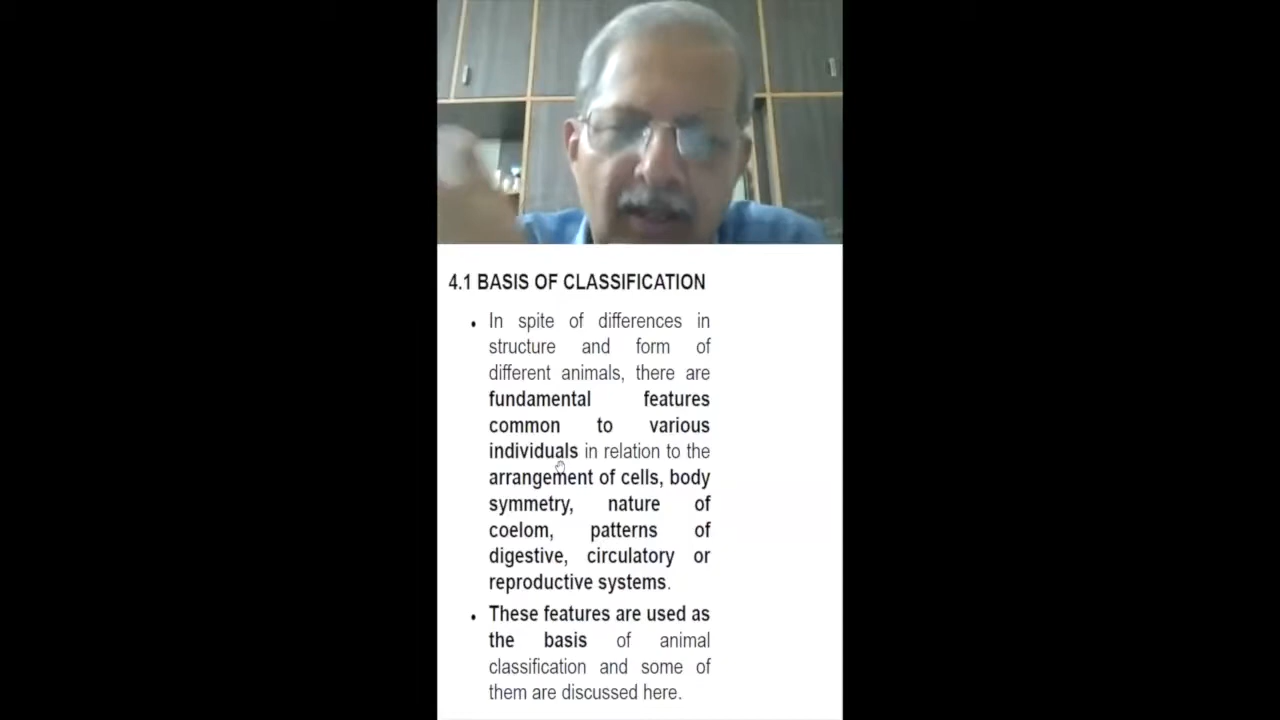 4.1 BASIS OF CLASSIFICATION
• In spite of differences in
structure and form of
different animals, there are
fundamental features
common to various
individuals in relation to the
arrangement of cells, body
symmetry, nature of
coelom, patterns of
digestive, circulatory or
reproductive systems.
• These features are used as
the basis of animal
classification and some of
them are discussed here.